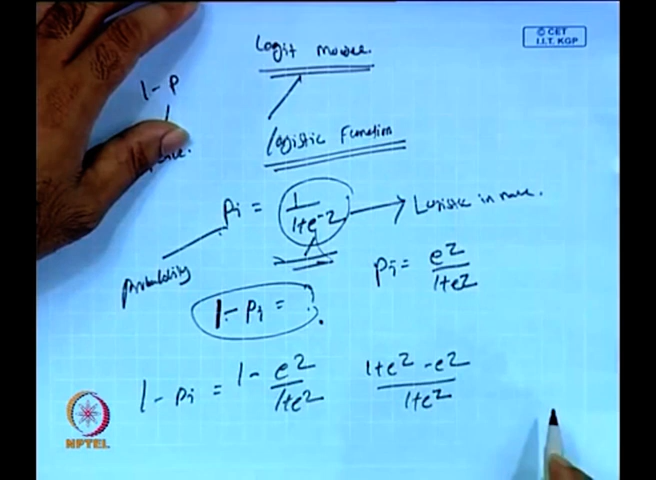 © CET
I.I.T. KGP
Logit Model.
1 - P
Logistic Function
Pi = 1/(1+e^-z) → Logistic in nature.
probability
Pi = e^z/(1+e^z)
1 - Pi =
1 - Pi = 1 - e^z/(1+e^z) (1+e^z - e^z)/(1+e^z)
NPTEL